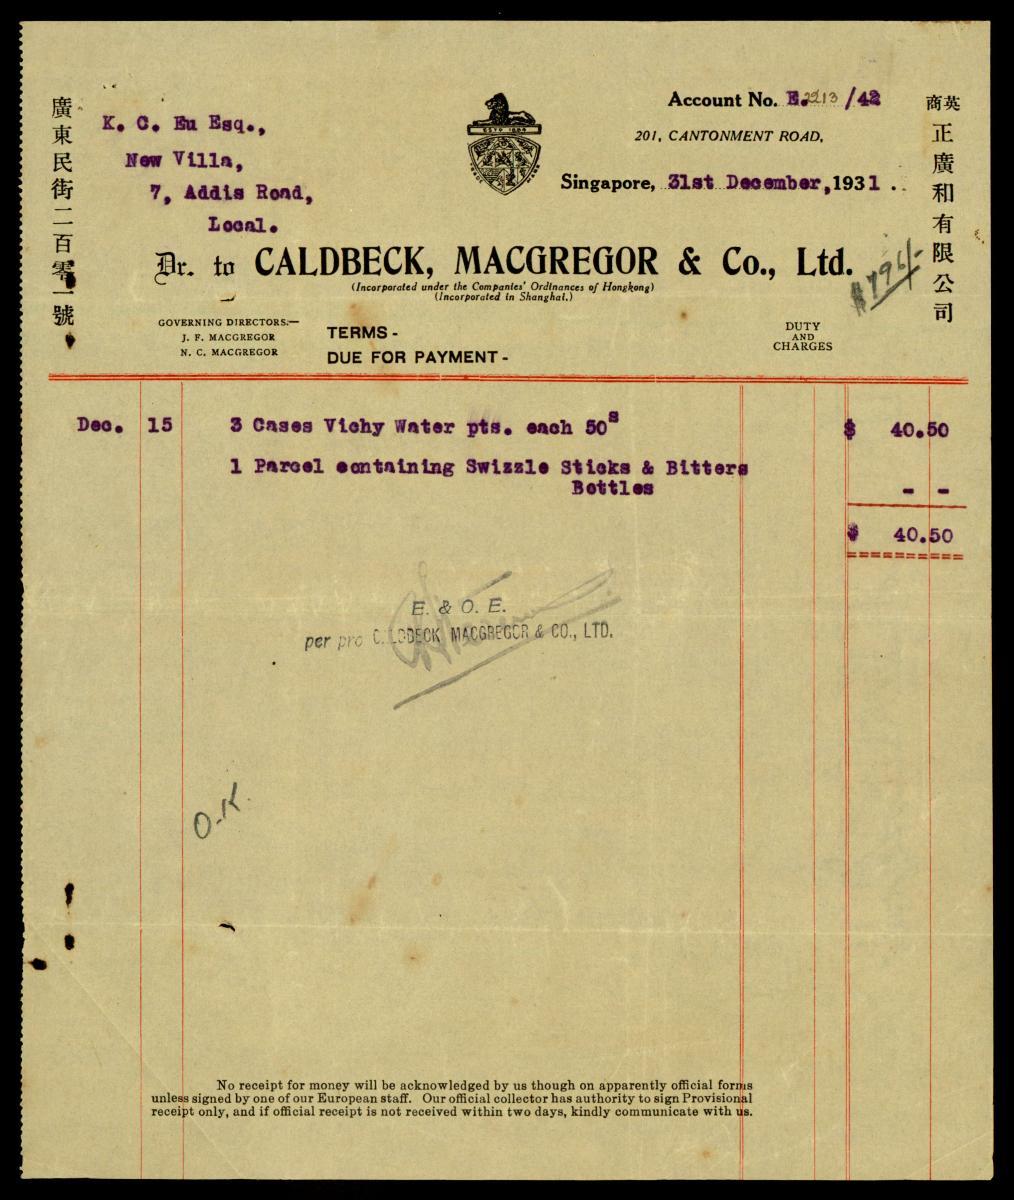 Account No. E.2213/42
201, CANTONMENT ROAD,
Singapore, 31st December, 1931.
K. C. Eu Esq.,
New Villa,
7, Addis Road,
Local.
廣東民街二百零一號
英商
正廣和有限公司
ESTD 1864
Dr. to CALDBECK, MACGREGOR & Co., Ltd.
(Incorporated under the Companies' Ordinances of Hongkong)
(Incorporated in Shanghai.)
$796/-
GOVERNING DIRECTORS:—
J. F. MACGREGOR
N. C. MACGREGOR
TERMS -
DUE FOR PAYMENT -
DUTY
AND
CHARGES
Dec. 15 3 Cases Vichy Water pts. each 50s $ 40.50
1 Parcel containing Swizzle Sticks & Bitters
Bottles - -
$ 40.50
E. & O. E.
per pro CALDBECK MACGREGOR & CO., LTD.
O.K.
No receipt for money will be acknowledged by us though on apparently official forms
unless signed by one of our European staff. Our official collector has authority to sign Provisional
receipt only, and if official receipt is not received within two days, kindly communicate with us.